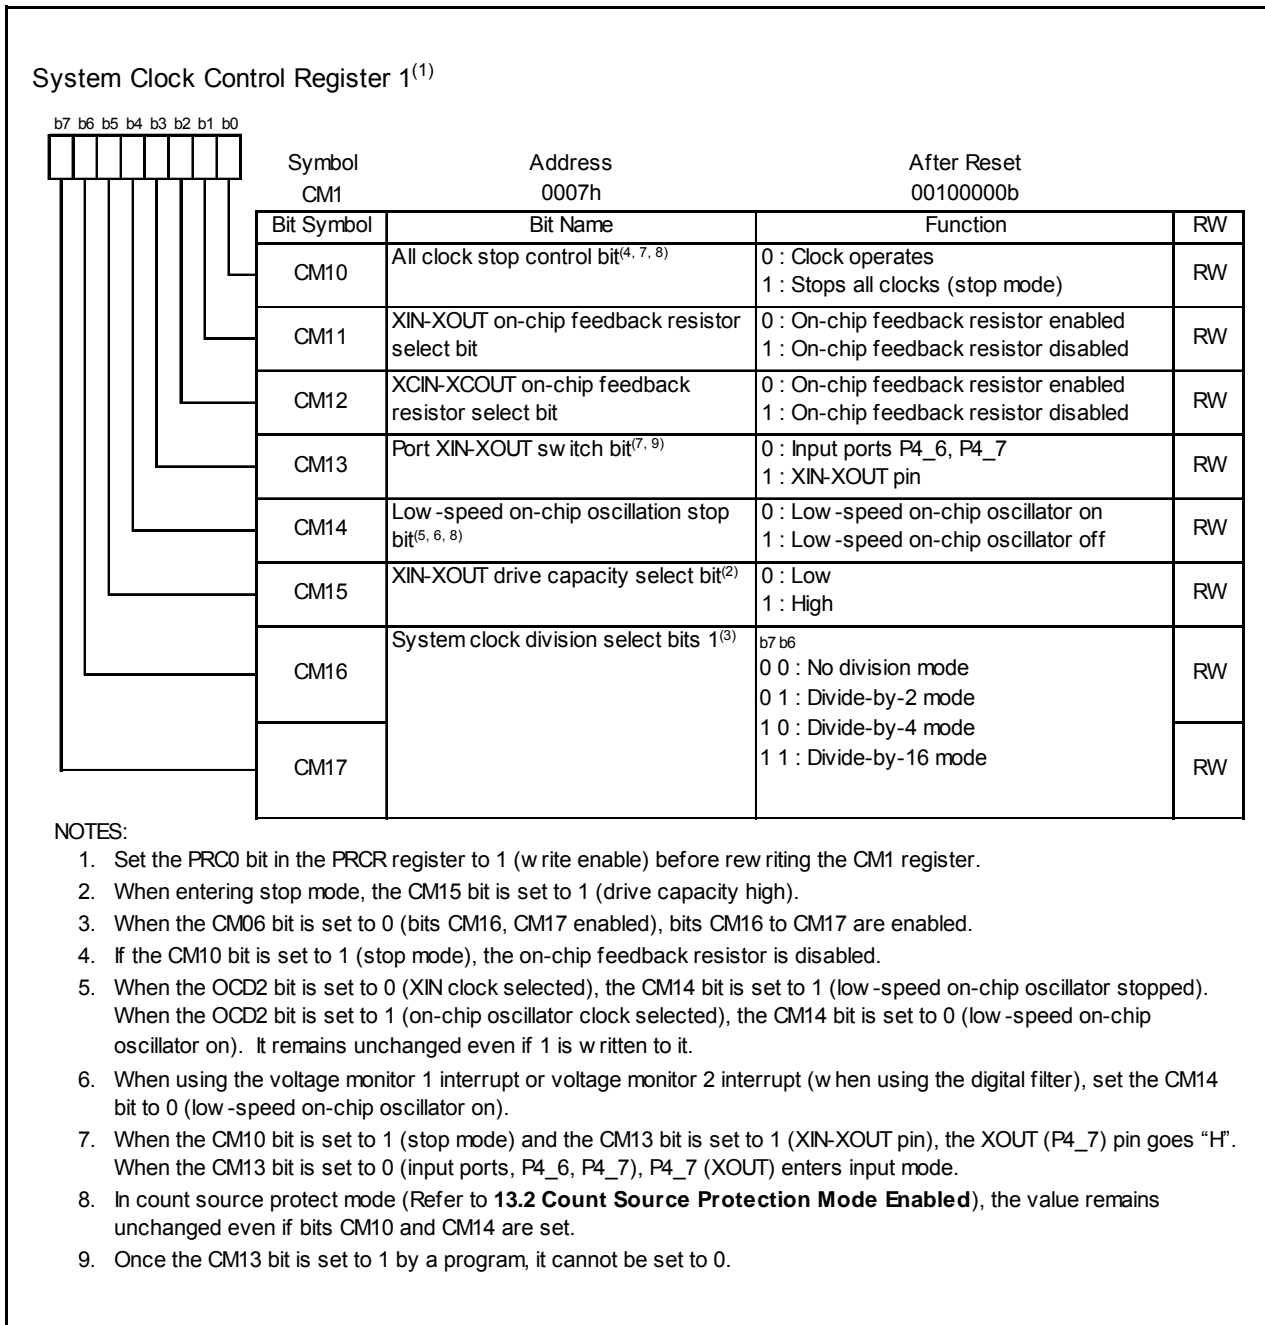 System Clock Control Register 1(1)
b7 b6 b5 b4 b3 b2 b1 b0
Symbol Address After Reset
CM1 0007h 00100000b
Bit Symbol Bit Name Function RW
CM10 All clock stop control bit(4, 7, 8) 0 : Clock operates RW
1 : Stops all clocks (stop mode)
CM11 XIN-XOUT on-chip feedback resistor 0 : On-chip feedback resistor enabled RW
select bit 1 : On-chip feedback resistor disabled
CM12 XCIN-XCOUT on-chip feedback 0 : On-chip feedback resistor enabled RW
resistor select bit 1 : On-chip feedback resistor disabled
CM13 Port XIN-XOUT switch bit(7, 9) 0 : Input ports P4_6, P4_7 RW
1 : XIN-XOUT pin
CM14 Low-speed on-chip oscillation stop 0 : Low-speed on-chip oscillator on RW
bit(5, 6, 8) 1 : Low-speed on-chip oscillator off
CM15 XIN-XOUT drive capacity select bit(2) 0 : Low RW
1 : High
CM16 System clock division select bits 1(3) b7 b6 RW
0 0 : No division mode
0 1 : Divide-by-2 mode
1 0 : Divide-by-4 mode
CM17 1 1 : Divide-by-16 mode RW
NOTES:
1. Set the PRC0 bit in the PRCR register to 1 (write enable) before rewriting the CM1 register.
2. When entering stop mode, the CM15 bit is set to 1 (drive capacity high).
3. When the CM06 bit is set to 0 (bits CM16, CM17 enabled), bits CM16 to CM17 are enabled.
4. If the CM10 bit is set to 1 (stop mode), the on-chip feedback resistor is disabled.
5. When the OCD2 bit is set to 0 (XIN clock selected), the CM14 bit is set to 1 (low-speed on-chip oscillator stopped).
When the OCD2 bit is set to 1 (on-chip oscillator clock selected), the CM14 bit is set to 0 (low-speed on-chip
oscillator on). It remains unchanged even if 1 is written to it.
6. When using the voltage monitor 1 interrupt or voltage monitor 2 interrupt (when using the digital filter), set the CM14
bit to 0 (low-speed on-chip oscillator on).
7. When the CM10 bit is set to 1 (stop mode) and the CM13 bit is set to 1 (XIN-XOUT pin), the XOUT (P4_7) pin goes “H”.
When the CM13 bit is set to 0 (input ports, P4_6, P4_7), P4_7 (XOUT) enters input mode.
8. In count source protect mode (Refer to 13.2 Count Source Protection Mode Enabled), the value remains
unchanged even if bits CM10 and CM14 are set.
9. Once the CM13 bit is set to 1 by a program, it cannot be set to 0.